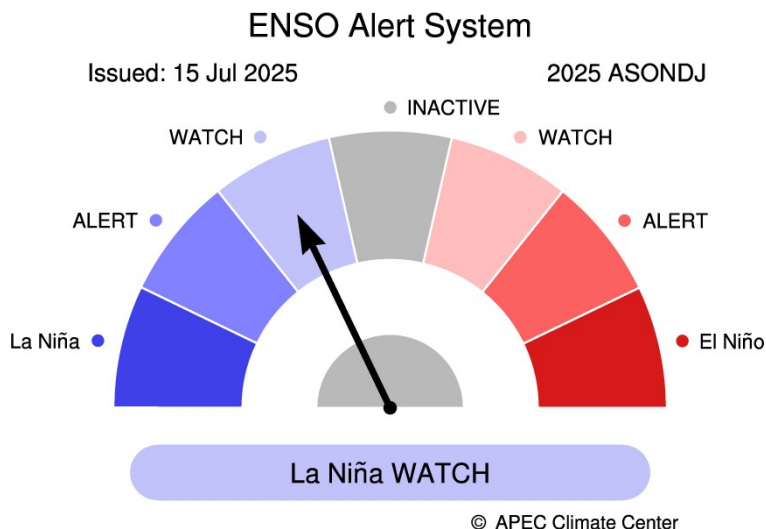 ENSO Alert System
Issued: 15 Jul 2025
2025 ASONDJ
INACTIVE
WATCH
WATCH
ALERT
ALERT
La Niña
El Niño
La Niña WATCH
© APEC Climate Center